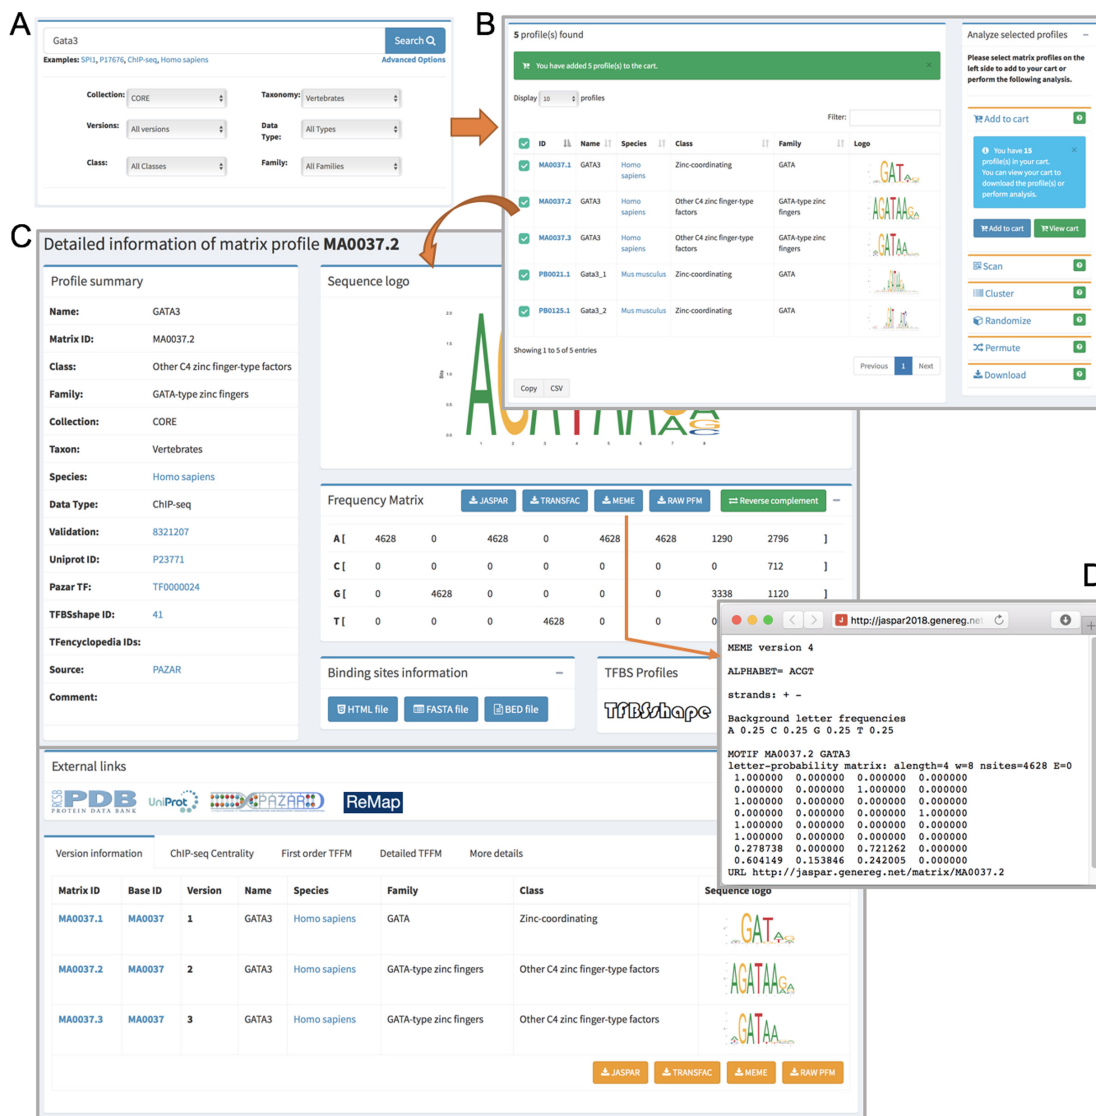 A
Gata3
Search
Examples: SPI1, P17676, ChIP-seq, Homo sapiens
Advanced Options
Collection: CORE
Taxonomy: Vertebrates
Versions: All versions
Data Type: All Types
Class: All Classes
Family: All Families
B
5 profile(s) found
You have added 5 profile(s) to the cart.
×
Display 10 profiles
Filter:
ID Name Species Class Family Logo
MA0037.1 GATA3 Homo sapiens Zinc-coordinating GATA
MA0037.2 GATA3 Homo sapiens Other C4 zinc finger-type factors GATA-type zinc fingers
MA0037.3 GATA3 Homo sapiens Other C4 zinc finger-type factors GATA-type zinc fingers
PB0021.1 Gata3_1 Mus musculus Zinc-coordinating GATA
PB0125.1 Gata3_2 Mus musculus Zinc-coordinating GATA
Showing 1 to 5 of 5 entries
Previous 1 Next
Copy CSV
Analyze selected profiles −
Please select matrix profiles on the
left side to add to your cart or
perform the following analysis.
Add to cart ?
You have 15 ×
profile(s) in your cart.
You can view your cart to
download the profile(s) or
perform analysis.
Add to cart View cart
Scan ?
Cluster ?
Randomize ?
Permute ?
Download ?
C
Detailed information of matrix profile MA0037.2
Profile summary
Name: GATA3
Matrix ID: MA0037.2
Class: Other C4 zinc finger-type factors
Family: GATA-type zinc fingers
Collection: CORE
Taxon: Vertebrates
Species: Homo sapiens
Data Type: ChIP-seq
Validation: 8321207
Uniprot ID: P23771
Pazar TF: TF0000024
TFBSshape ID: 41
TFencyclopedia IDs:
Source: PAZAR
Comment:
Sequence logo
2.0
1.5
Bits 1.0
0.5
0.0
1 2 3 4 5 6 7 8
Frequency Matrix JASPAR TRANSFAC MEME RAW PFM Reverse complement −
A [ 4628 0 4628 0 4628 4628 1290 2796 ]
C [ 0 0 0 0 0 0 0 712 ]
G [ 0 4628 0 0 0 0 3338 1120 ]
T [ 0 0 0 4628 0 0 0
Binding sites information −
HTML file FASTA file BED file
TFBS Profiles
TFBSshape
D
http://jaspar2018.genereg.net
MEME version 4
ALPHABET= ACGT
strands: + -
Background letter frequencies
A 0.25 C 0.25 G 0.25 T 0.25
MOTIF MA0037.2 GATA3
letter-probability matrix: alength=4 w=8 nsites=4628 E=0
1.000000 0.000000 0.000000 0.000000
0.000000 0.000000 1.000000 0.000000
1.000000 0.000000 0.000000 0.000000
0.000000 0.000000 0.000000 1.000000
1.000000 0.000000 0.000000 0.000000
1.000000 0.000000 0.000000 0.000000
0.278738 0.000000 0.721262 0.000000
0.604149 0.153846 0.242005 0.000000
URL http://jaspar.genereg.net/matrix/MA0037.2
External links
RCSB PDB PROTEIN DATA BANK UniProt PAZAR ReMap
Version information ChIP-seq Centrality First order TFFM Detailed TFFM More details
Matrix ID Base ID Version Name Species Family Class Sequence logo
MA0037.1 MA0037 1 GATA3 Homo sapiens GATA Zinc-coordinating
MA0037.2 MA0037 2 GATA3 Homo sapiens GATA-type zinc fingers Other C4 zinc finger-type factors
MA0037.3 MA0037 3 GATA3 Homo sapiens GATA-type zinc fingers Other C4 zinc finger-type factors
JASPAR TRANSFAC MEME RAW PFM